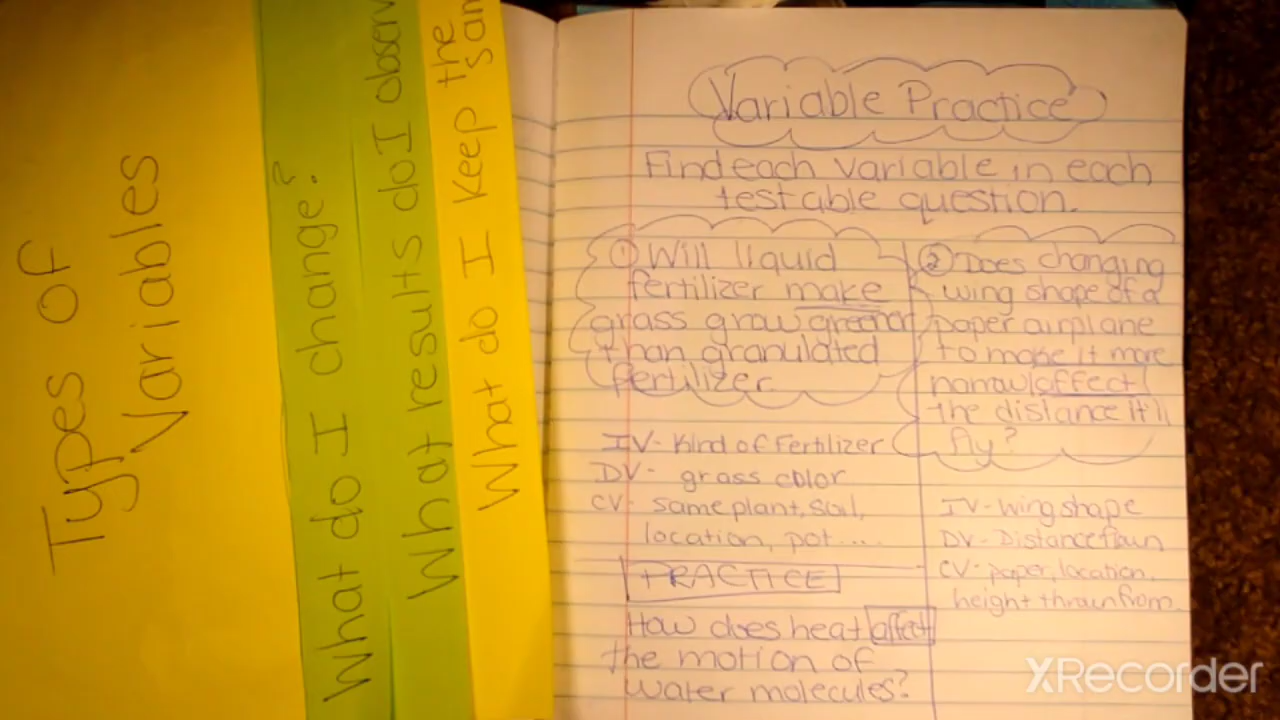 Types of
Variables
What do I change?
What results do I observ
What do I keep the
sam
Variable Practice
Find each variable in each
testable question.
① Will liquid
fertilizer make
grass grow greener
than granulated
fertilizer
IV- Kind of Fertilizer
DV- grass color
CV- same plant, soil,
location, pot....
PRACTICE
How does heat affect
the motion of
water molecules?
② Does changing
wing shape of a
paper airplane
to make it more
narrow affect
the distance it'll
fly?
IV- wing shape
DV- Distance flown
CV- paper, location,
height thrown from.
XRecorder